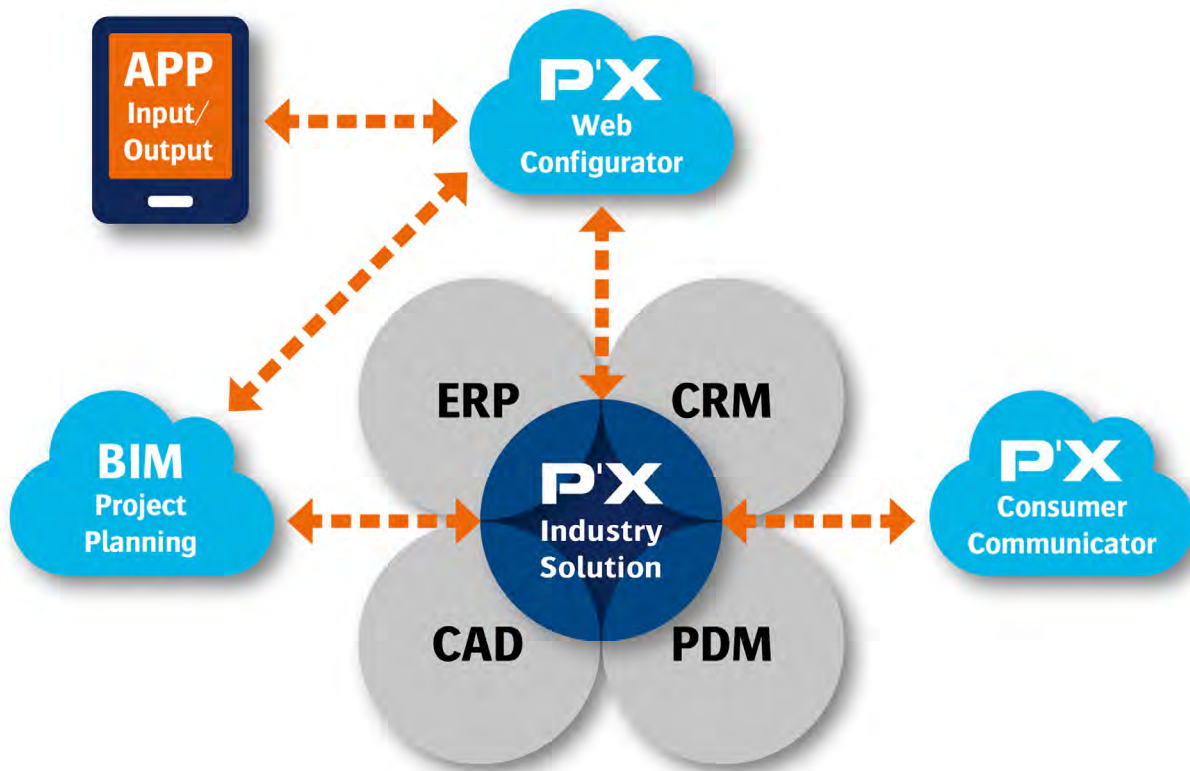 APP
Input/
Output
P'X
Web
Configurator
ERP
CRM
BIM
Project
Planning
P'X
Industry
Solution
P'X
Consumer
Communicator
CAD
PDM